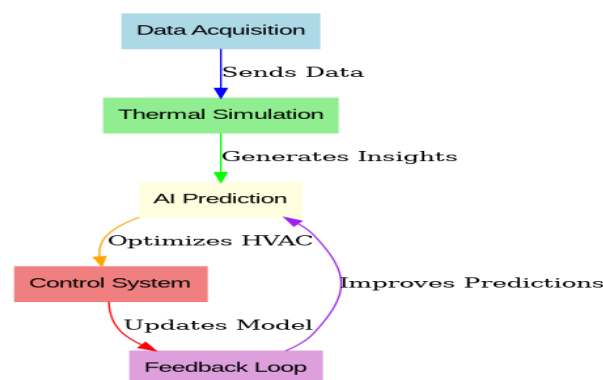 Data Acquisition
Sends Data
Thermal Simulation
Generates Insights
AI Prediction
Optimizes HVAC
Control System
Improves Predictions
Updates Model
Feedback Loop